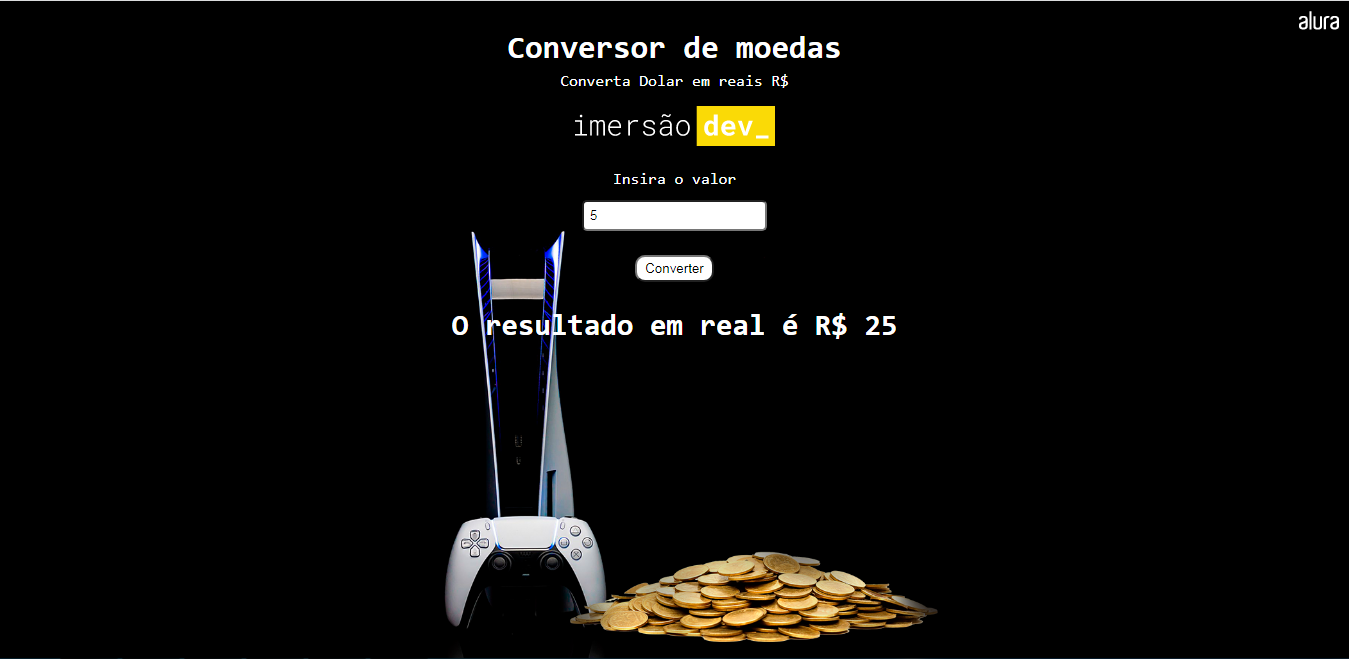 alura
Conversor de moedas
Converta Dolar em reais R$
imersão dev_
Insira o valor
5
Converter
O resultado em real é R$ 25